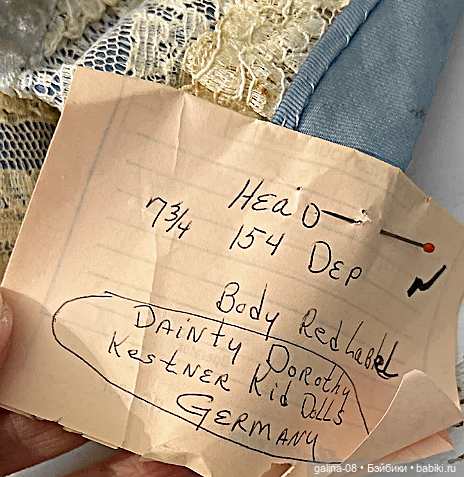 HEAD
7 3/4 154 DEP
Body Red Label
DAINTY DOROTHY
KestNER Kid Dolls
GERMANY
galina-08 • Бэйбики • babiki.ru